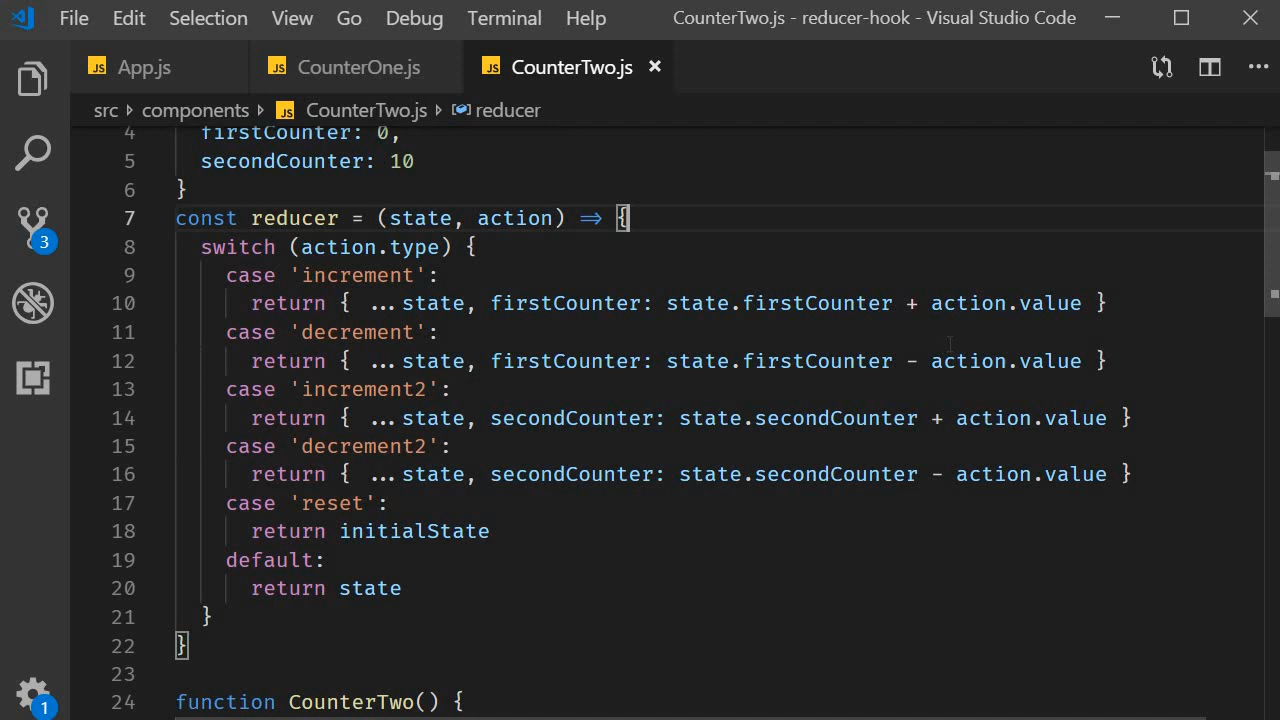 File Edit Selection View Go Debug Terminal Help CounterTwo.js - reducer-hook - Visual Studio Code
JS App.js JS CounterOne.js JS CounterTwo.js
src components JS CounterTwo.js reducer
4 firstCounter: 0,
5 secondCounter: 10
6 }
7 const reducer = (state, action) => {
8 switch (action.type) {
9 case 'increment':
10 return { ...state, firstCounter: state.firstCounter + action.value }
11 case 'decrement':
12 return { ...state, firstCounter: state.firstCounter - action.value }
13 case 'increment2':
14 return { ...state, secondCounter: state.secondCounter + action.value }
15 case 'decrement2':
16 return { ...state, secondCounter: state.secondCounter - action.value }
17 case 'reset':
18 return initialState
19 default:
20 return state
21 }
22 }
23
24 function CounterTwo() {
3
1